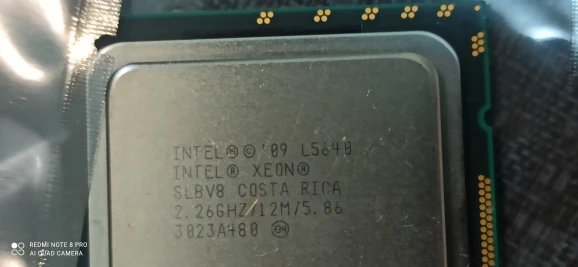 INTEL® © '09 L5640
INTEL® XEON®
SLBV8 COSTA RICA
2.26GHZ/12M/5.86
3023A480 ⓔ④
REDMI NOTE 8 PRO
AI QUAD CAMERA